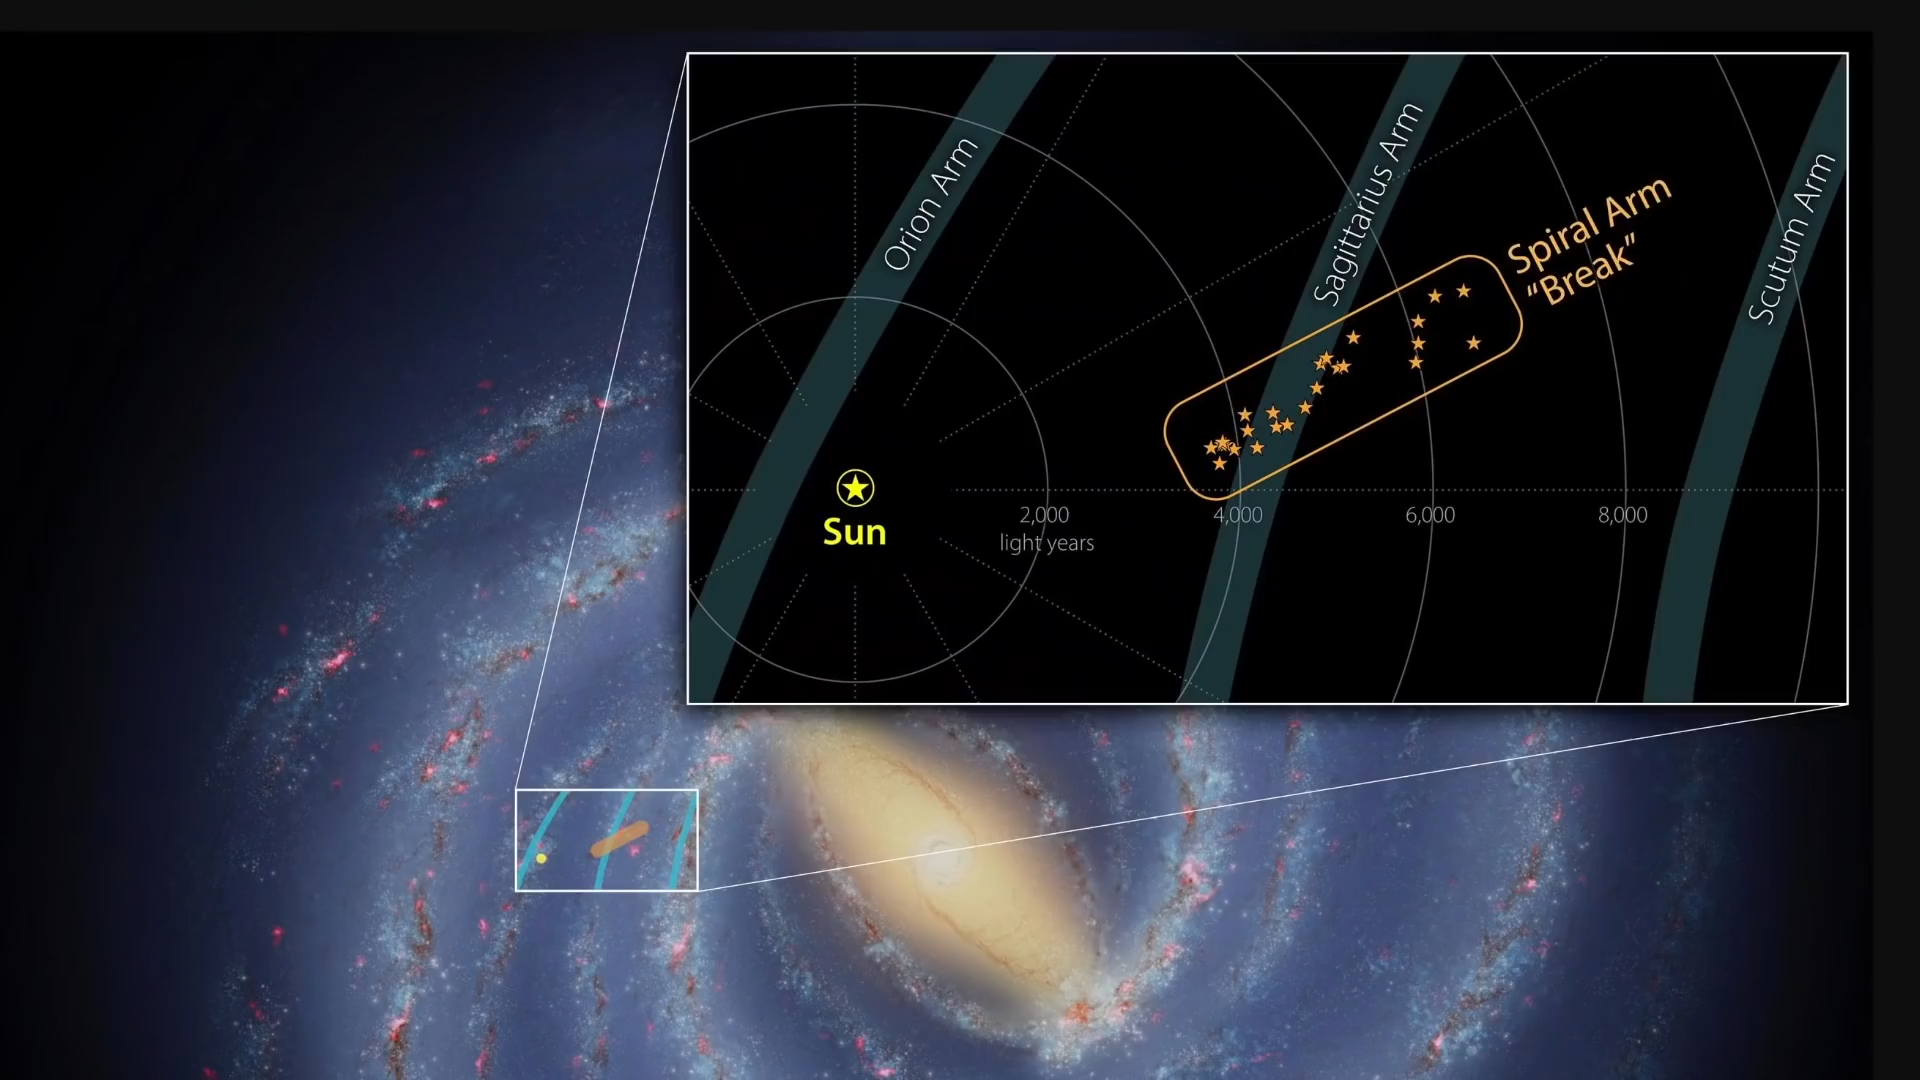 Orion Arm
Sagittarius Arm
Scutum Arm
Spiral Arm
“Break”
Sun
2,000
light years
4,000
6,000
8,000